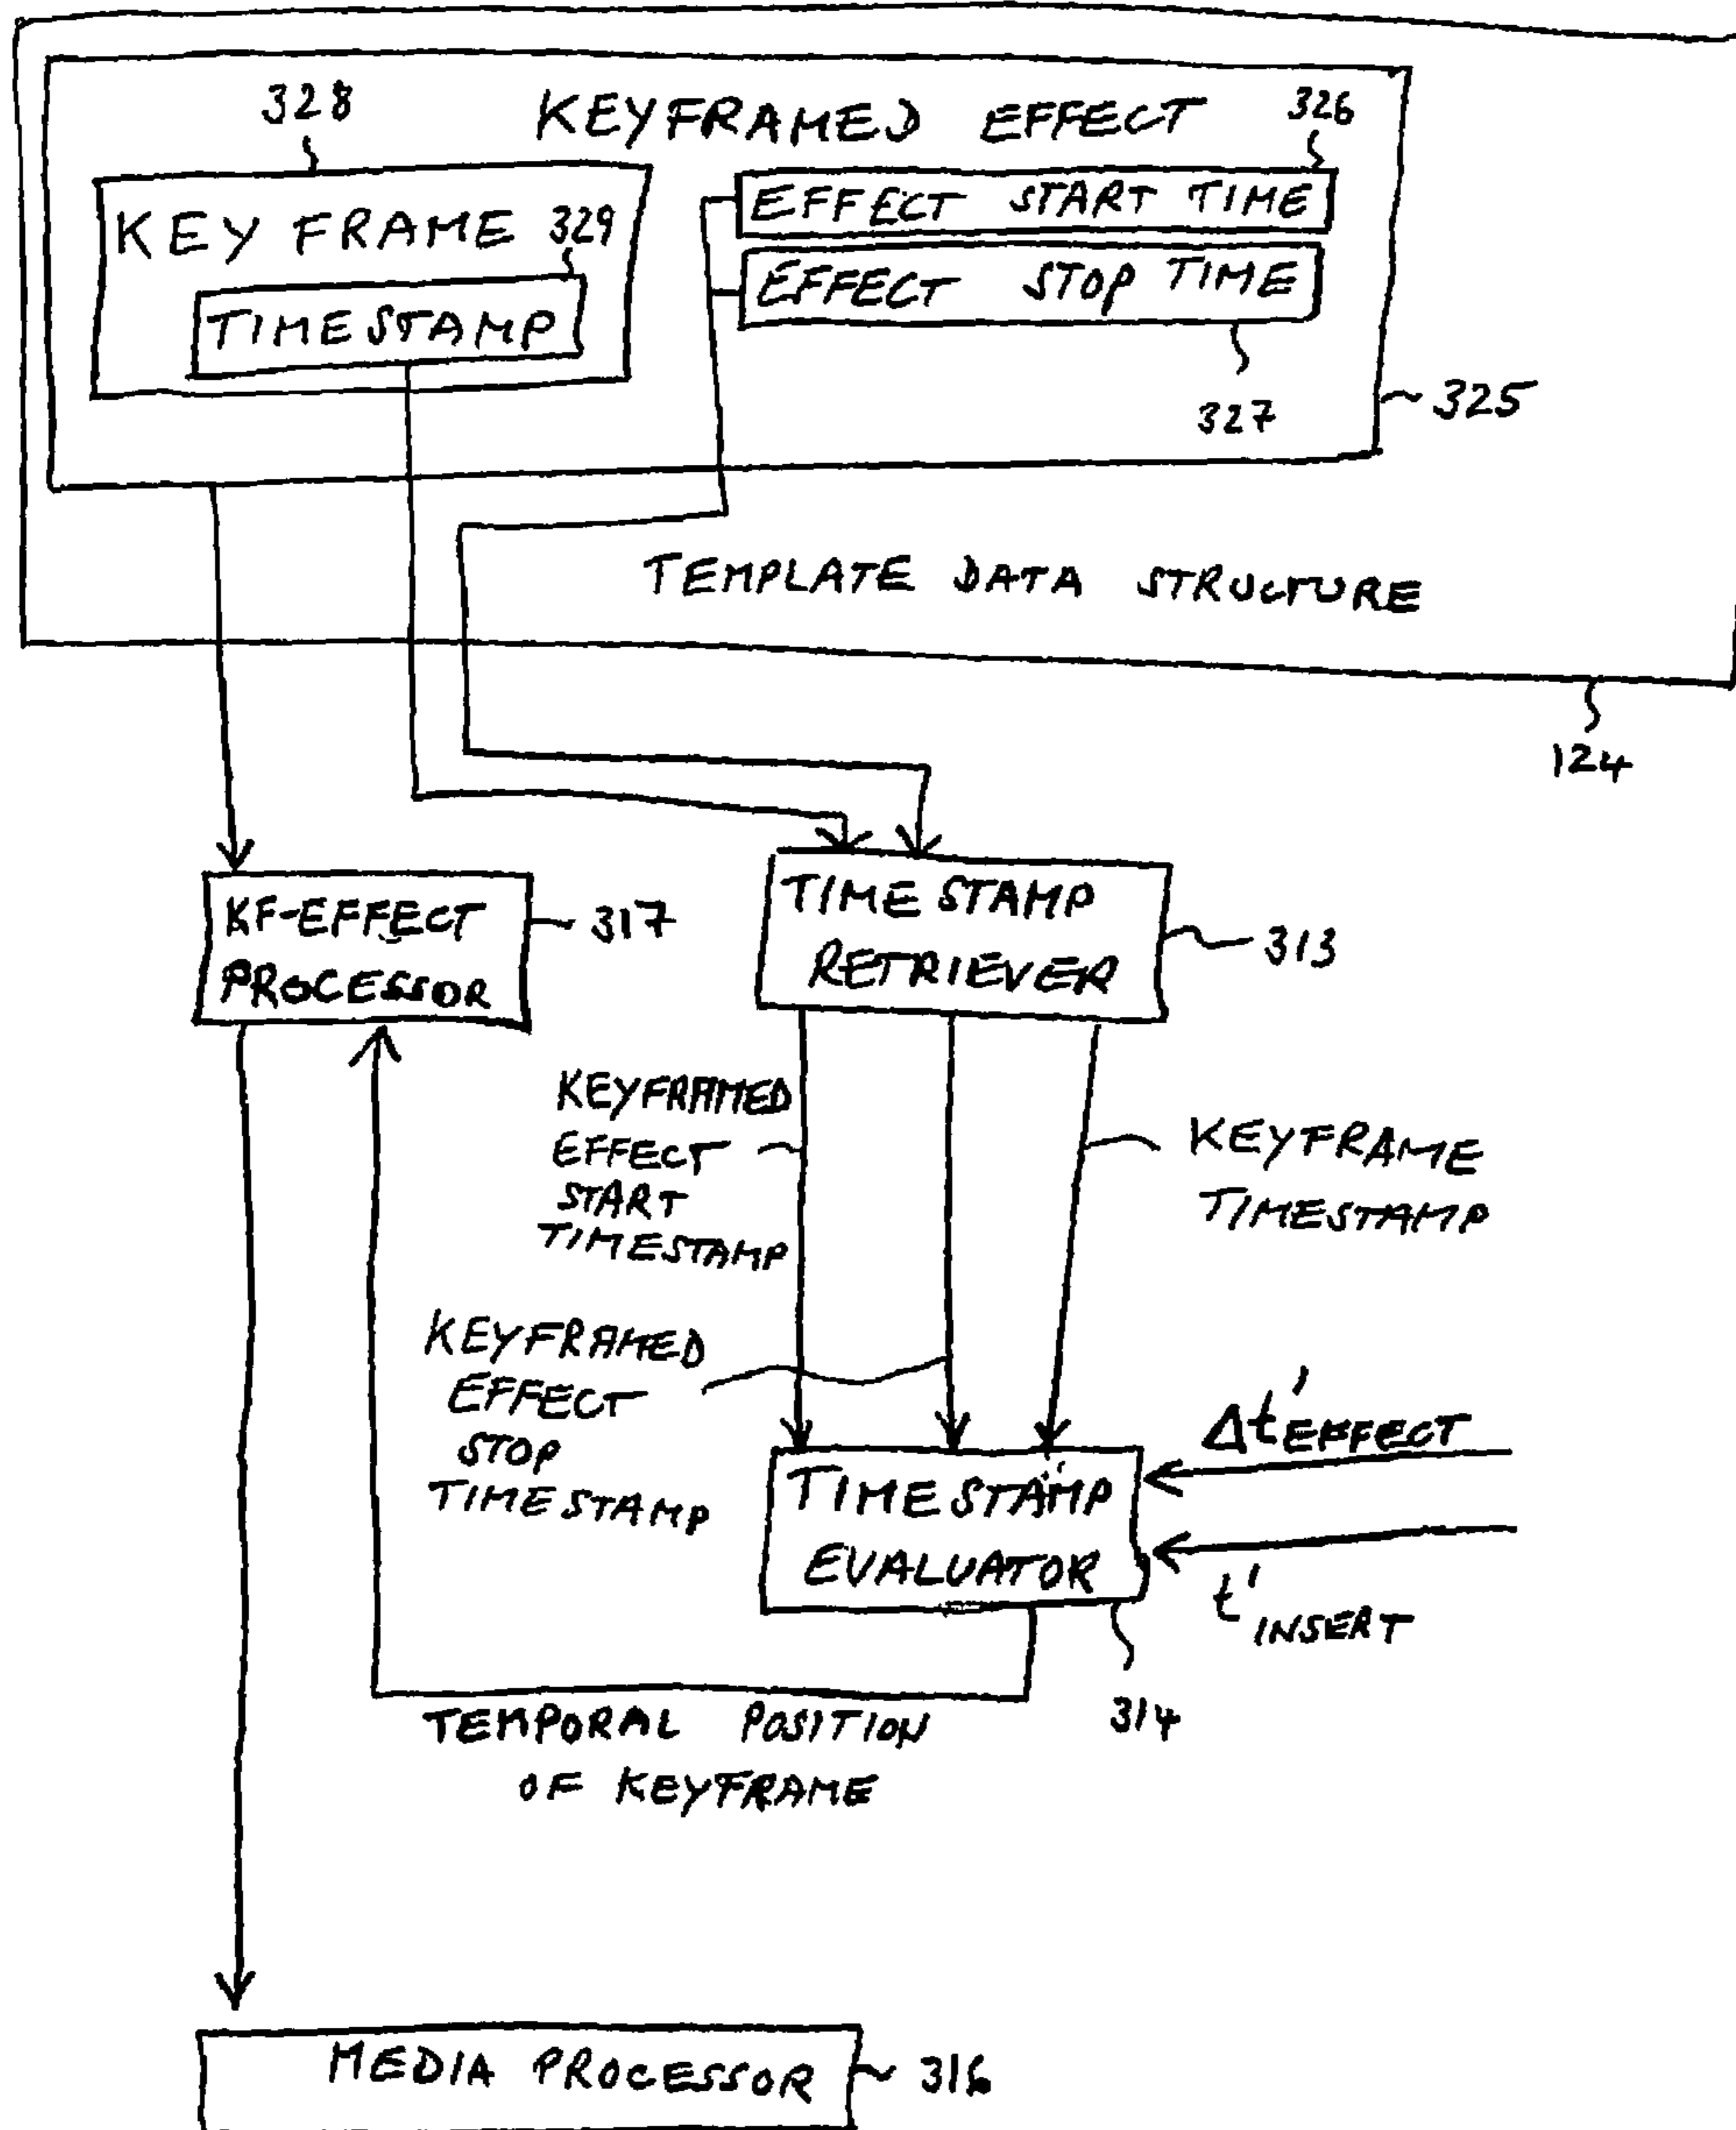 328
KEYFRAMED EFFECT
326
KEY FRAME
329
TIMESTAMP
EFFECT START TIME
EFFECT STOP TIME
327
325
TEMPLATE DATA STRUCTURE
124
KF-EFFECT
PROCESSOR
317
TIMESTAMP
RETRIEVER
313
KEYFRAMED
EFFECT
START
TIMESTAMP
KEYFRAME
TIMESTAMP
KEYFRAMED
EFFECT
STOP
TIMESTAMP
Δt'EFFECT
TIMESTAMP
EVALUATOR
t'INSERT
314
TEMPORAL POSITION
OF KEYFRAME
MEDIA PROCESSOR
316